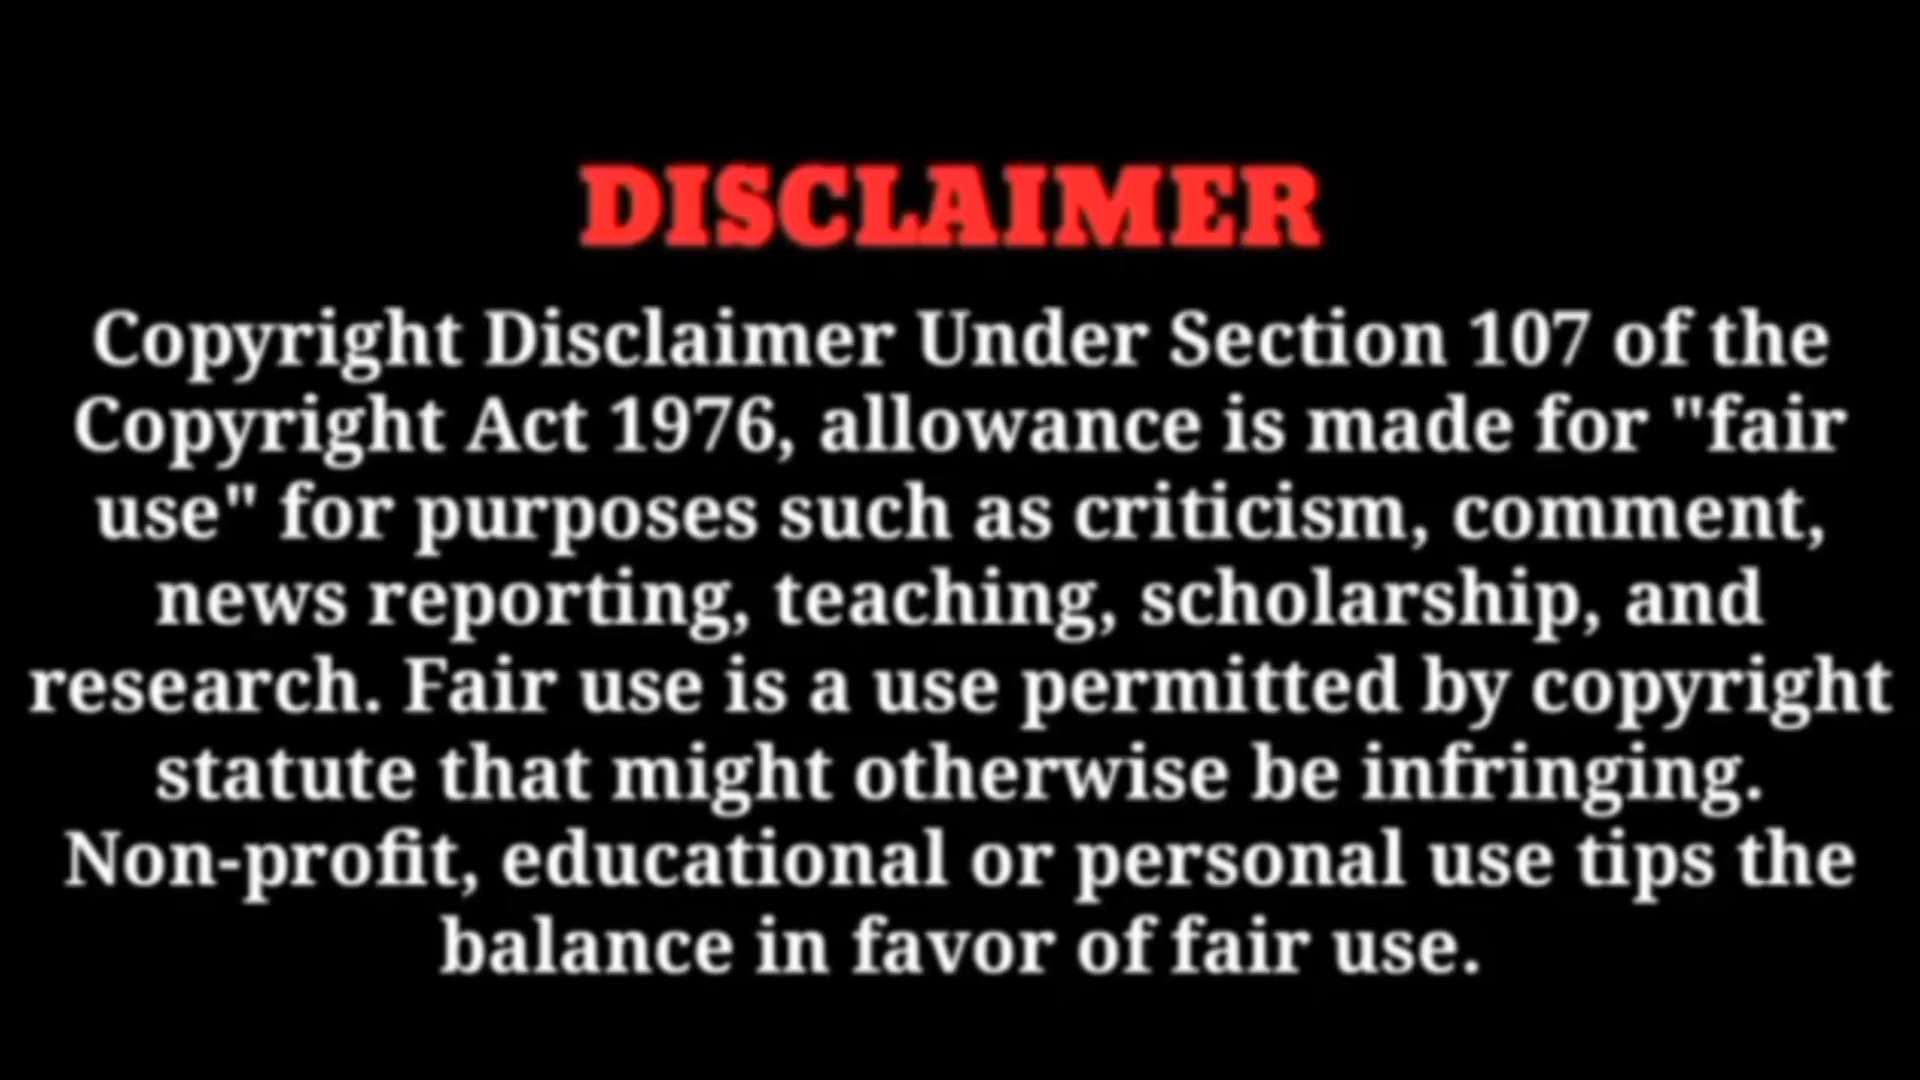 DISCLAIMER
Copyright Disclaimer Under Section 107 of the
Copyright Act 1976, allowance is made for "fair
use" for purposes such as criticism, comment,
news reporting, teaching, scholarship, and
research. Fair use is a use permitted by copyright
statute that might otherwise be infringing.
Non-profit, educational or personal use tips the
balance in favor of fair use.